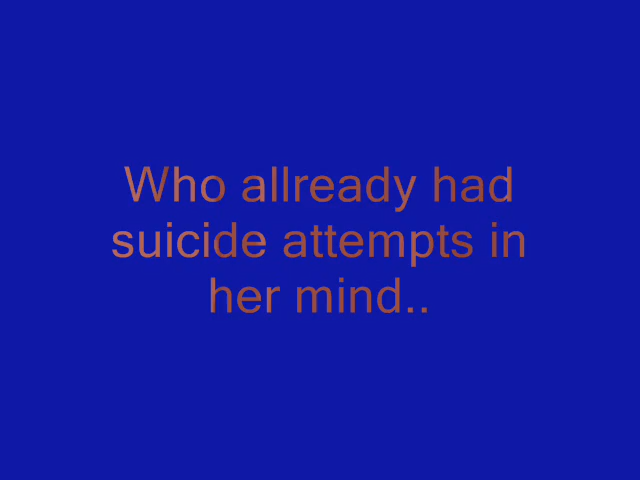 Who allready had
suicide attempts in
her mind..